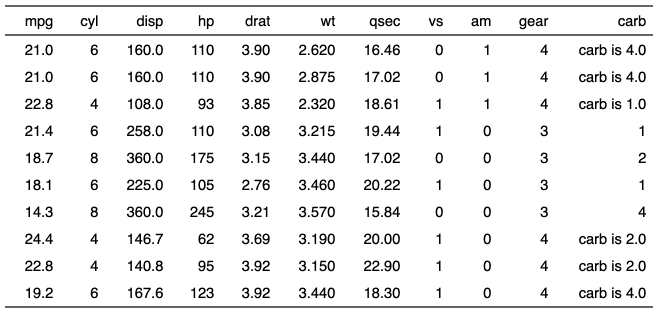 mpg cyl disp hp drat wt qsec vs am gear carb
21.0 6 160.0 110 3.90 2.620 16.46 0 1 4 carb is 4.0
21.0 6 160.0 110 3.90 2.875 17.02 0 1 4 carb is 4.0
22.8 4 108.0 93 3.85 2.320 18.61 1 1 4 carb is 1.0
21.4 6 258.0 110 3.08 3.215 19.44 1 0 3 1
18.7 8 360.0 175 3.15 3.440 17.02 0 0 3 2
18.1 6 225.0 105 2.76 3.460 20.22 1 0 3 1
14.3 8 360.0 245 3.21 3.570 15.84 0 0 3 4
24.4 4 146.7 62 3.69 3.190 20.00 1 0 4 carb is 2.0
22.8 4 140.8 95 3.92 3.150 22.90 1 0 4 carb is 2.0
19.2 6 167.6 123 3.92 3.440 18.30 1 0 4 carb is 4.0